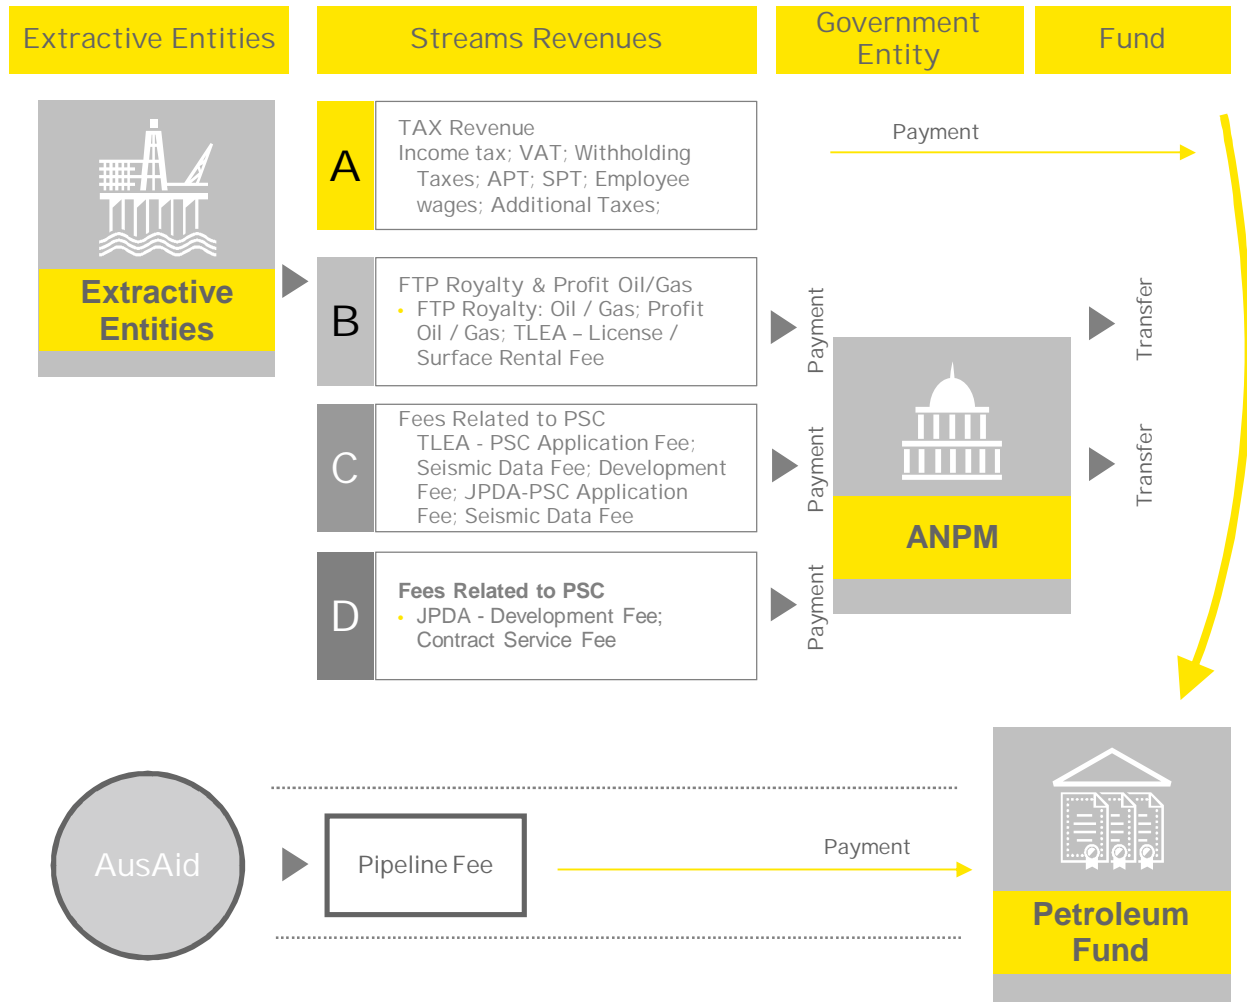 Extractive Entities
Streams Revenues
Government
Entity
Fund
A
TAX Revenue
Income tax; VAT; Withholding
Taxes; APT; SPT; Employee
wages; Additional Taxes;
Payment
Extractive
Entities
B
FTP Royalty & Profit Oil/Gas
• FTP Royalty: Oil / Gas; Profit
Oil / Gas; TLEA – License /
Surface Rental Fee
Payment
Transfer
C
Fees Related to PSC
TLEA - PSC Application Fee;
Seismic Data Fee; Development
Fee; JPDA-PSC Application
Fee; Seismic Data Fee
Payment
Transfer
ANPM
D
Fees Related to PSC
• JPDA - Development Fee;
Contract Service Fee
Payment
AusAid
Pipeline Fee
Payment
Petroleum
Fund